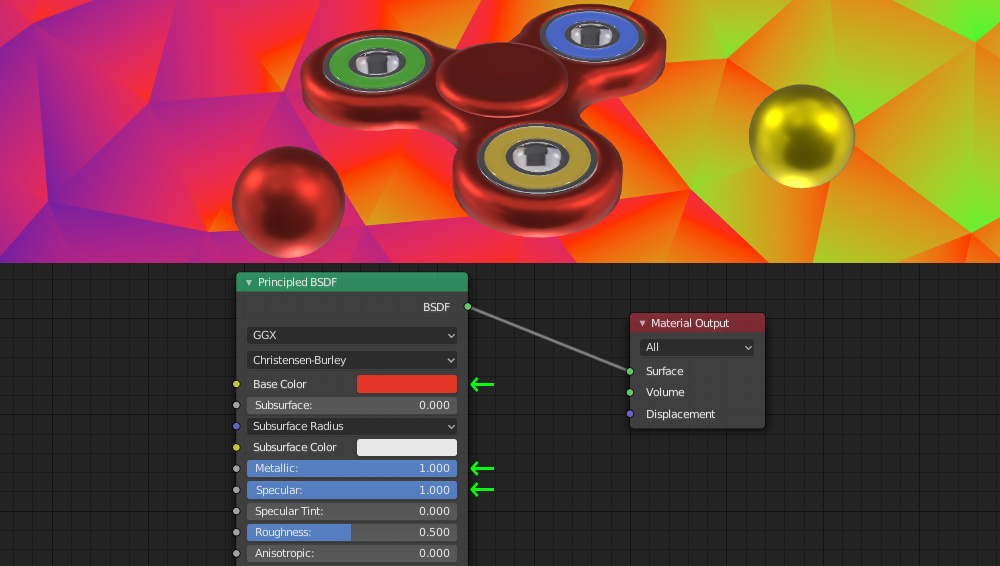 Principled BSDF
BSDF
GGX
Christensen-Burley
Base Color
Subsurface: 0.000
Subsurface Radius
Subsurface Color
Metallic: 1.000
Specular: 1.000
Specular Tint: 0.000
Roughness: 0.500
Anisotropic: 0.000
Material Output
All
Surface
Volume
Displacement